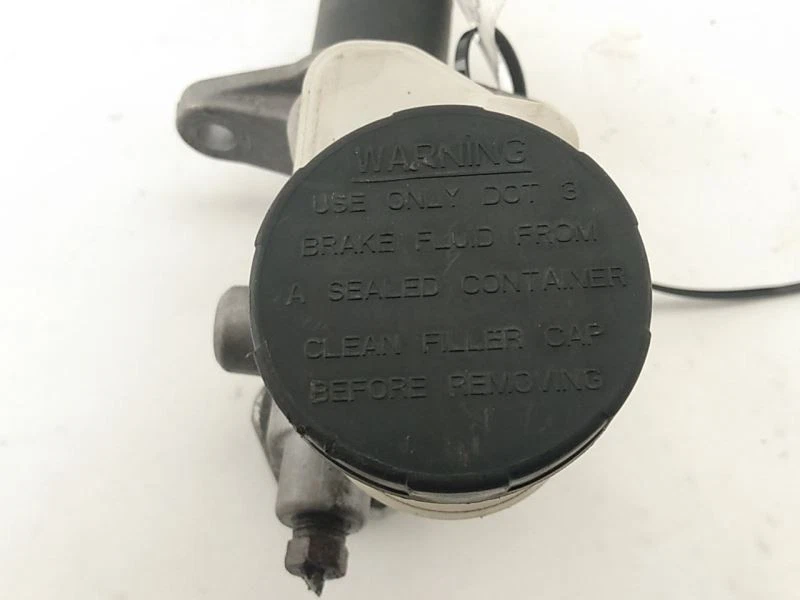 WARNING
USE ONLY DOT 3
BRAKE FLUID FROM
A SEALED CONTAINER
CLEAN FILLER CAP
BEFORE REMOVING